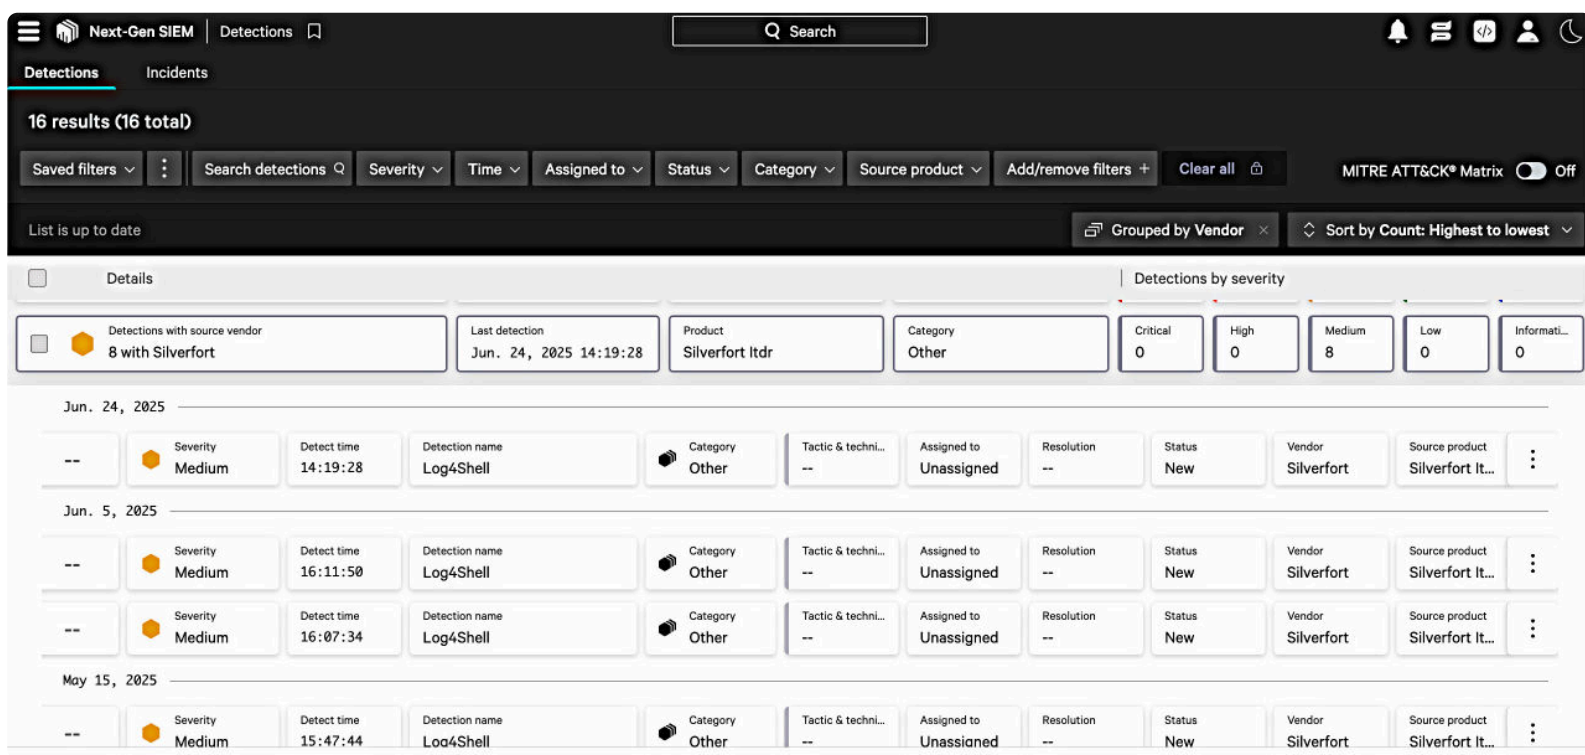 Next-Gen SIEM Detections
Search
Detections Incidents
16 results (16 total)
Saved filters Search detections Severity Time Assigned to Status Category Source product Add/remove filters + Clear all MITRE ATT&CK® Matrix Off
List is up to date Grouped by Vendor × Sort by Count: Highest to lowest
Details Detections by severity
Detections with source vendor Last detection Product Category Critical High Medium Low Informati...
8 with Silverfort Jun. 24, 2025 14:19:28 Silverfort Itdr Other 0 0 8 0 0
Jun. 24, 2025
Severity Detect time Detection name Category Tactic & techni... Assigned to Resolution Status Vendor Source product
-- Medium 14:19:28 Log4Shell Other -- Unassigned -- New Silverfort Silverfort It...
Jun. 5, 2025
Severity Detect time Detection name Category Tactic & techni... Assigned to Resolution Status Vendor Source product
-- Medium 16:11:50 Log4Shell Other -- Unassigned -- New Silverfort Silverfort It...
Severity Detect time Detection name Category Tactic & techni... Assigned to Resolution Status Vendor Source product
-- Medium 16:07:34 Log4Shell Other -- Unassigned -- New Silverfort Silverfort It...
May 15, 2025
Severity Detect time Detection name Category Tactic & techni... Assigned to Resolution Status Vendor Source product
-- Medium 15:47:44 Log4Shell Other -- Unassigned -- New Silverfort Silverfort It...